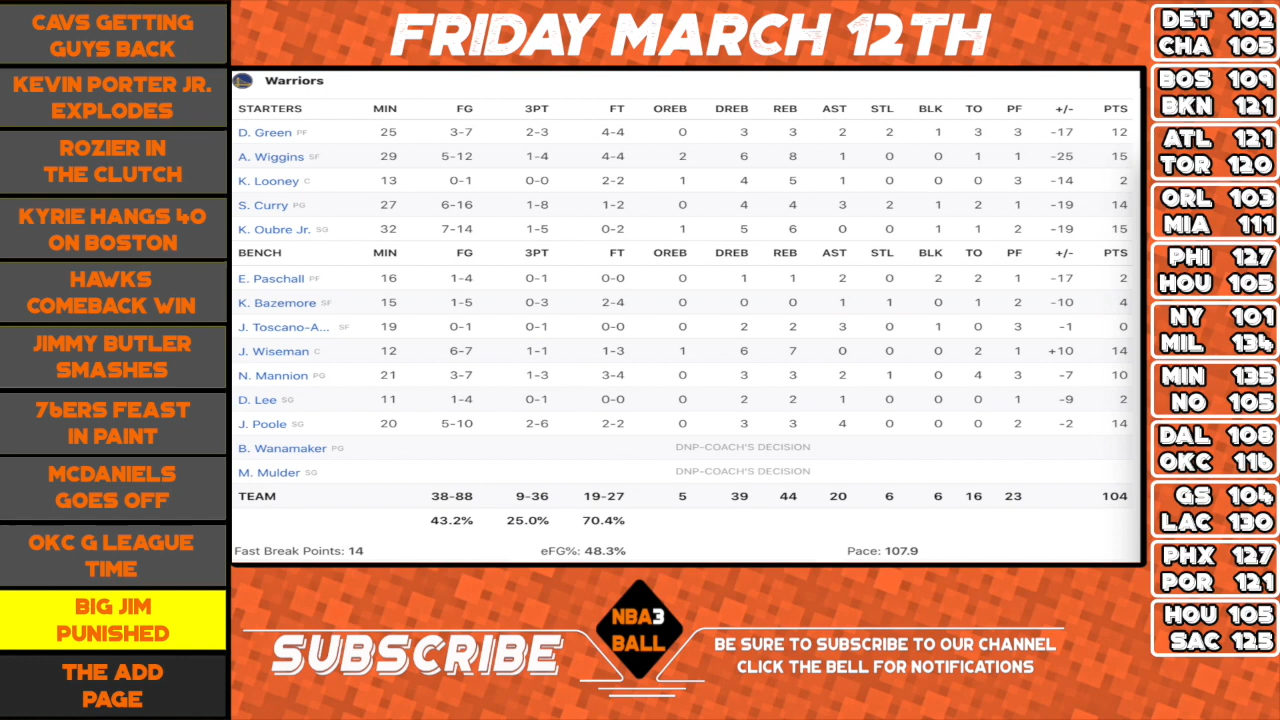 CAVS GETTING
GUYS BACK
KEVIN PORTER JR.
EXPLODES
ROZIER IN
THE CLUTCH
KYRIE HANGS 40
ON BOSTON
HAWKS
COMEBACK WIN
JIMMY BUTLER
SMASHES
76ERS FEAST
IN PAINT
MCDANIELS
GOES OFF
OKC G LEAGUE
TIME
BIG JIM
PUNISHED
THE ADD
PAGE
FRIDAY MARCH 12TH
Warriors
STARTERS MIN FG 3PT FT OREB DREB REB AST STL BLK TO PF +/- PTS
D. Green PF 25 3-7 2-3 4-4 0 3 3 2 2 1 3 3 -17 12
A. Wiggins SF 29 5-12 1-4 4-4 2 6 8 1 0 0 1 1 -25 15
K. Looney C 13 0-1 0-0 2-2 1 4 5 1 0 0 0 3 -14 2
S. Curry PG 27 6-16 1-8 1-2 0 4 4 3 2 1 2 1 -19 14
K. Oubre Jr. SG 32 7-14 1-5 0-2 1 5 6 0 0 1 1 2 -19 15
BENCH MIN FG 3PT FT OREB DREB REB AST STL BLK TO PF +/- PTS
E. Paschall PF 16 1-4 0-1 0-0 0 1 1 2 0 2 2 1 -17 2
K. Bazemore SF 15 1-5 0-3 2-4 0 0 0 1 1 0 1 2 -10 4
J. Toscano-A... SF 19 0-1 0-1 0-0 0 2 2 3 0 1 0 3 -1 0
J. Wiseman C 12 6-7 1-1 1-3 1 6 7 0 0 0 2 1 +10 14
N. Mannion PG 21 3-7 1-3 3-4 0 3 3 2 1 0 4 3 -7 10
D. Lee SG 11 1-4 0-1 0-0 0 2 2 1 0 0 0 1 -9 2
J. Poole SG 20 5-10 2-6 2-2 0 3 3 4 0 0 0 2 -2 14
B. Wanamaker PG DNP-COACH'S DECISION
M. Mulder SG DNP-COACH'S DECISION
TEAM 38-88 9-36 19-27 5 39 44 20 6 6 16 23 104
43.2% 25.0% 70.4%
Fast Break Points: 14 eFG%: 48.3% Pace: 107.9
SUBSCRIBE
NBA3
BALL
BE SURE TO SUBSCRIBE TO OUR CHANNEL
CLICK THE BELL FOR NOTIFICATIONS
DET 102
CHA 105
BOS 109
BKN 121
ATL 121
TOR 120
ORL 103
MIA 111
PHI 127
HOU 105
NY 101
MIL 134
MIN 135
NO 105
DAL 108
OKC 116
GS 104
LAC 130
PHX 127
POR 121
HOU 105
SAC 125